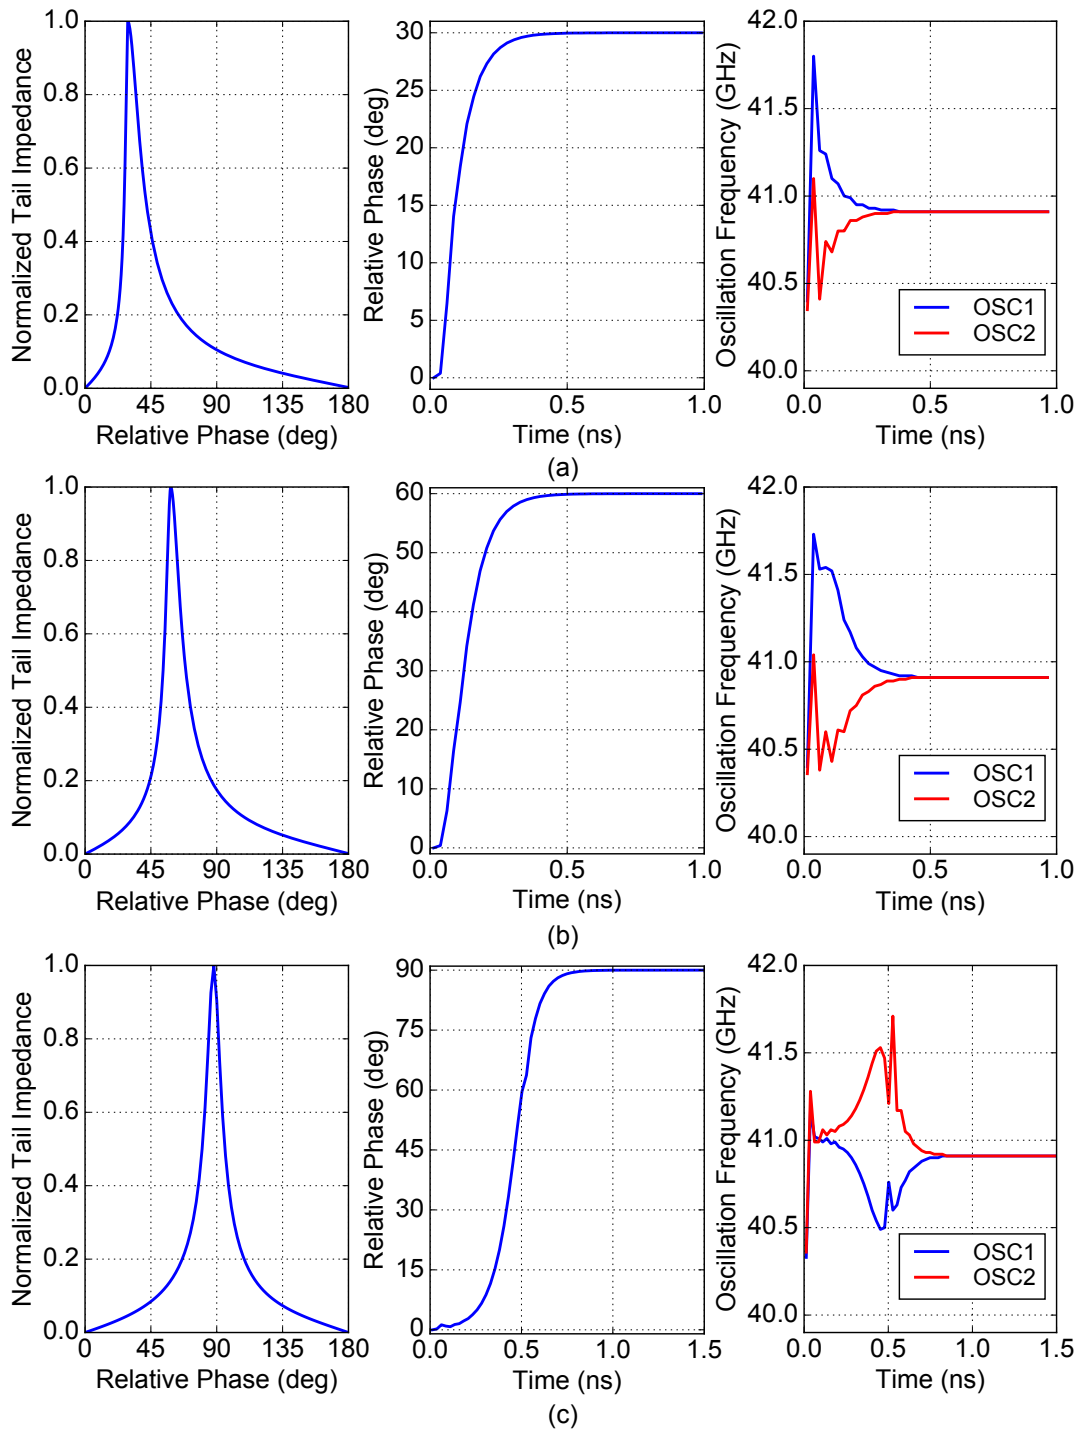 Normalized Tail Impedance
1.0
0.8
0.6
0.4
0.2
0.0
0 45 90 135 180
Relative Phase (deg)
Relative Phase (deg)
30
25
20
15
10
5
0
0.0 0.5 1.0
Time (ns)
Oscillation Frequency (GHz)
42.0
41.5
41.0
40.5
40.0
OSC1
OSC2
0.0 0.5 1.0
Time (ns)
(a)
Normalized Tail Impedance
1.0
0.8
0.6
0.4
0.2
0.0
0 45 90 135 180
Relative Phase (deg)
Relative Phase (deg)
60
50
40
30
20
10
0
0.0 0.5 1.0
Time (ns)
Oscillation Frequency (GHz)
42.0
41.5
41.0
40.5
40.0
OSC1
OSC2
0.0 0.5 1.0
Time (ns)
(b)
Normalized Tail Impedance
1.0
0.8
0.6
0.4
0.2
0.0
0 45 90 135 180
Relative Phase (deg)
Relative Phase (deg)
90
75
60
45
30
15
0
0.0 0.5 1.0 1.5
Time (ns)
Oscillation Frequency (GHz)
42.0
41.5
41.0
40.5
40.0
OSC1
OSC2
0.0 0.5 1.0 1.5
Time (ns)
(c)